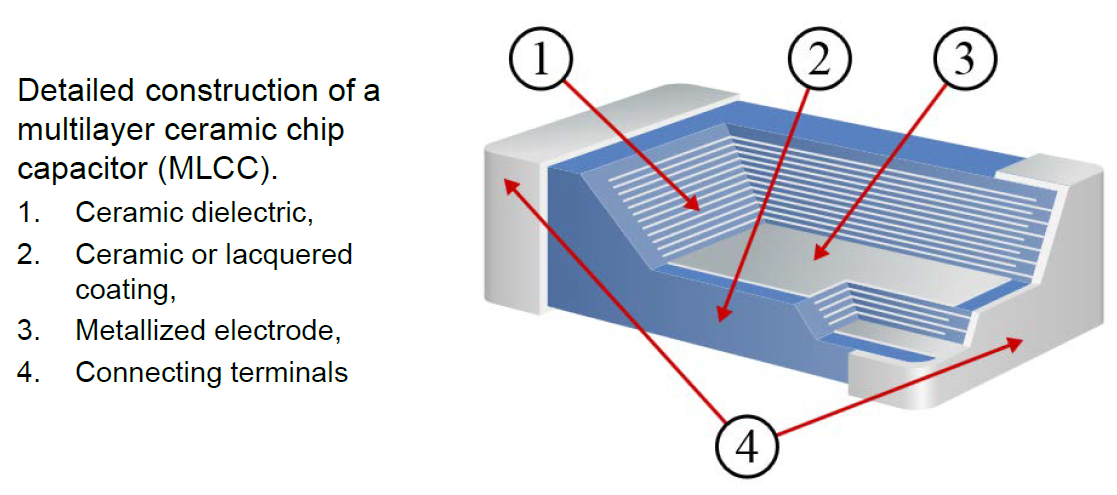 Detailed construction of a
multilayer ceramic chip
capacitor (MLCC).
1. Ceramic dielectric,
2. Ceramic or lacquered
coating,
3. Metallized electrode,
4. Connecting terminals
1 2 3
4